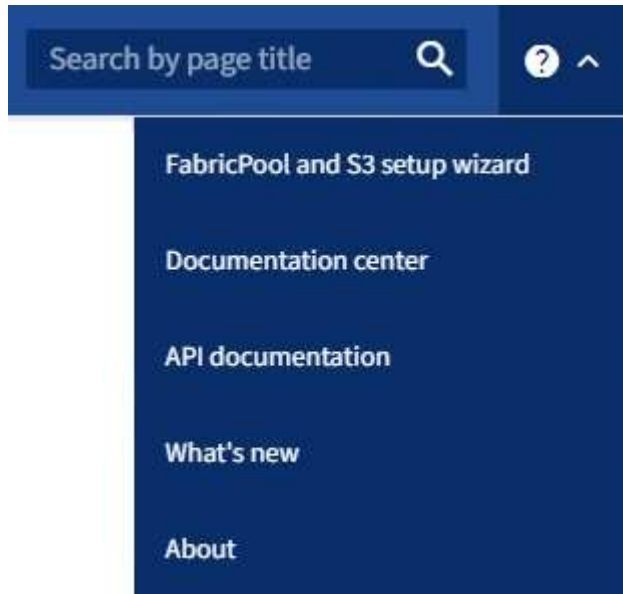 Search by page title
FabricPool and S3 setup wizard
Documentation center
API documentation
What's new
About